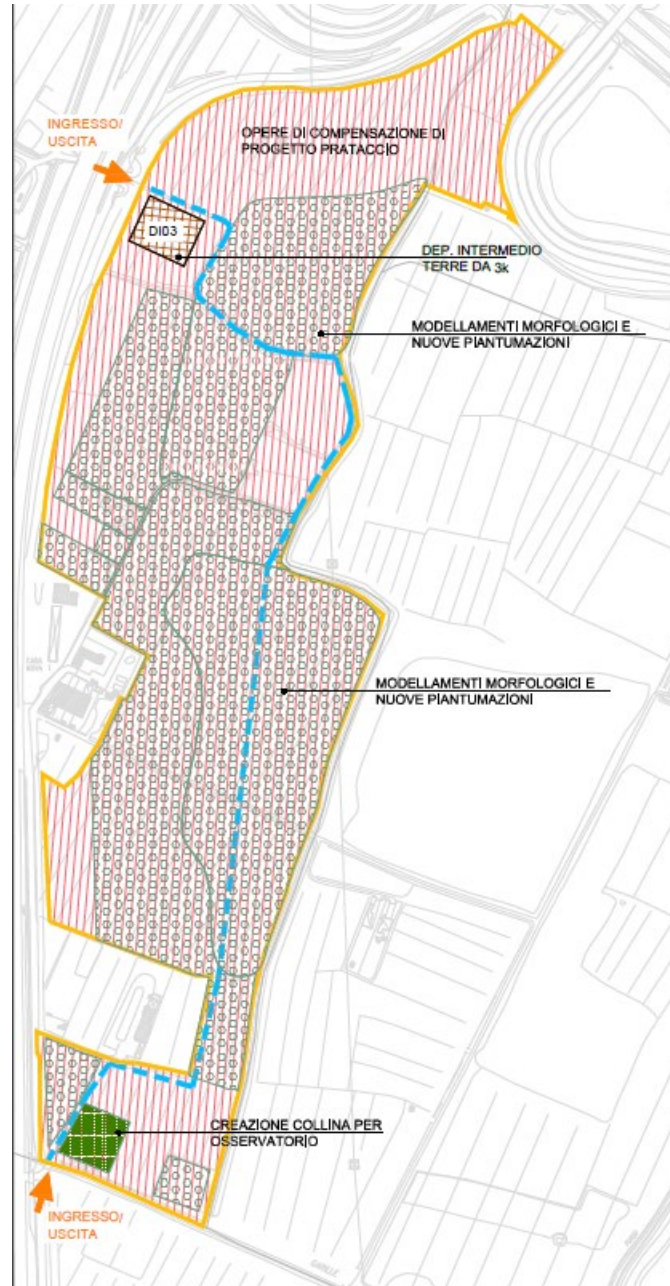 INGRESSO/
USCITA
OPERE DI COMPENSAZIONE DI
PROGETTO PRATACCIO
DI03
DEP. INTERMEDIO
TERRE DA 3k
MODELLAMENTI MORFOLOGICI E
NUOVE PIANTUMAZIONI
MODELLAMENTI MORFOLOGICI E
NUOVE PIANTUMAZIONI
CREAZIONE COLLINA PER
OSSERVATORIO
INGRESSO/
USCITA